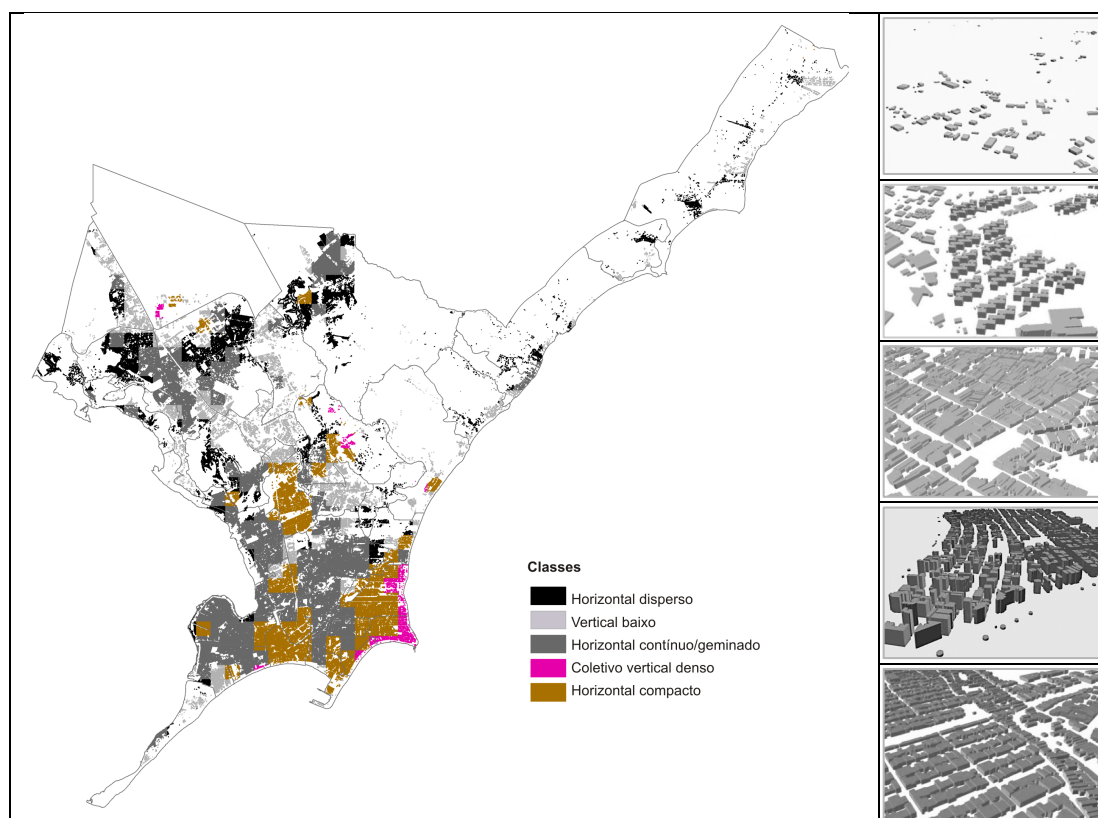 Classes
Horizontal disperso
Vertical baixo
Horizontal contínuo/geminado
Coletivo vertical denso
Horizontal compacto